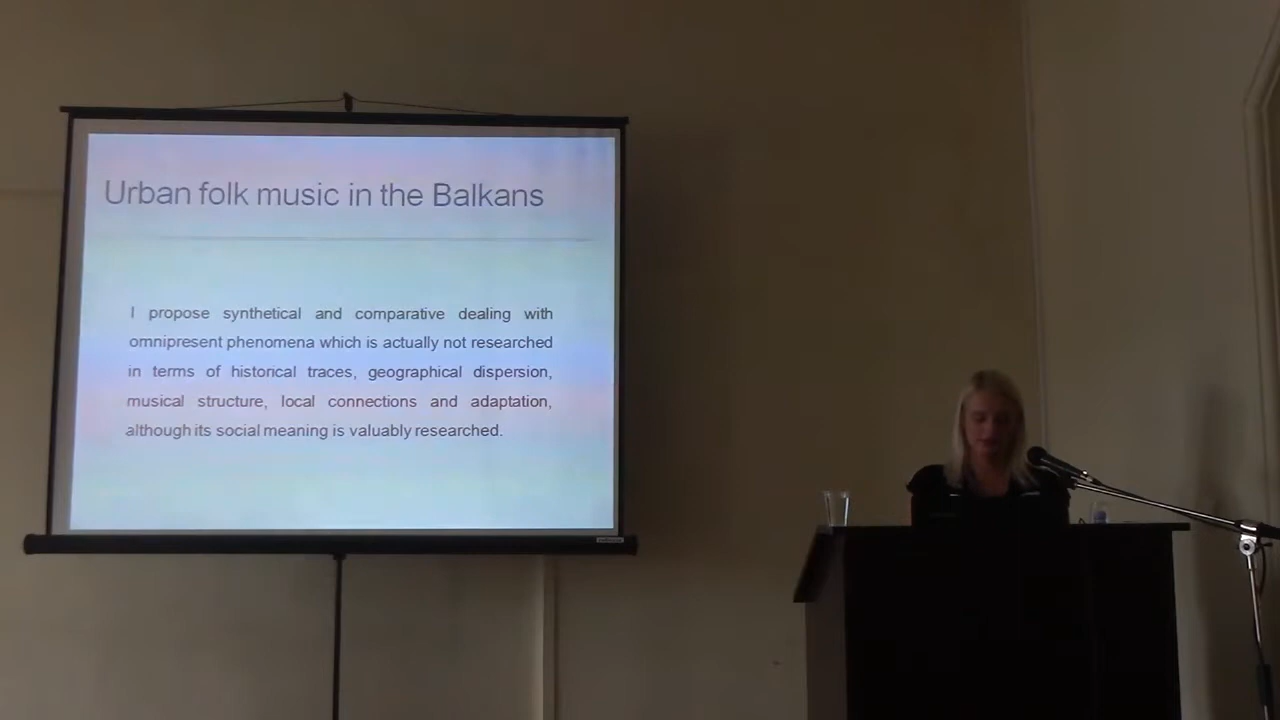 Urban folk music in the Balkans
I propose synthetical and comparative dealing with
omnipresent phenomena which is actually not researched
in terms of historical traces, geographical dispersion,
musical structure, local connections and adaptation,
although its social meaning is valuably researched.